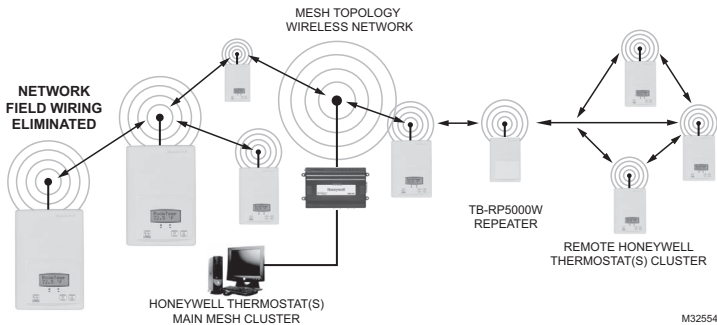 MESH TOPOLOGY
WIRELESS NETWORK
NETWORK
FIELD WIRING
ELIMINATED
Honeywell
TB-RP5000W
REPEATER
REMOTE HONEYWELL
THERMOSTAT(S) CLUSTER
HONEYWELL THERMOSTAT(S)
MAIN MESH CLUSTER
M32554